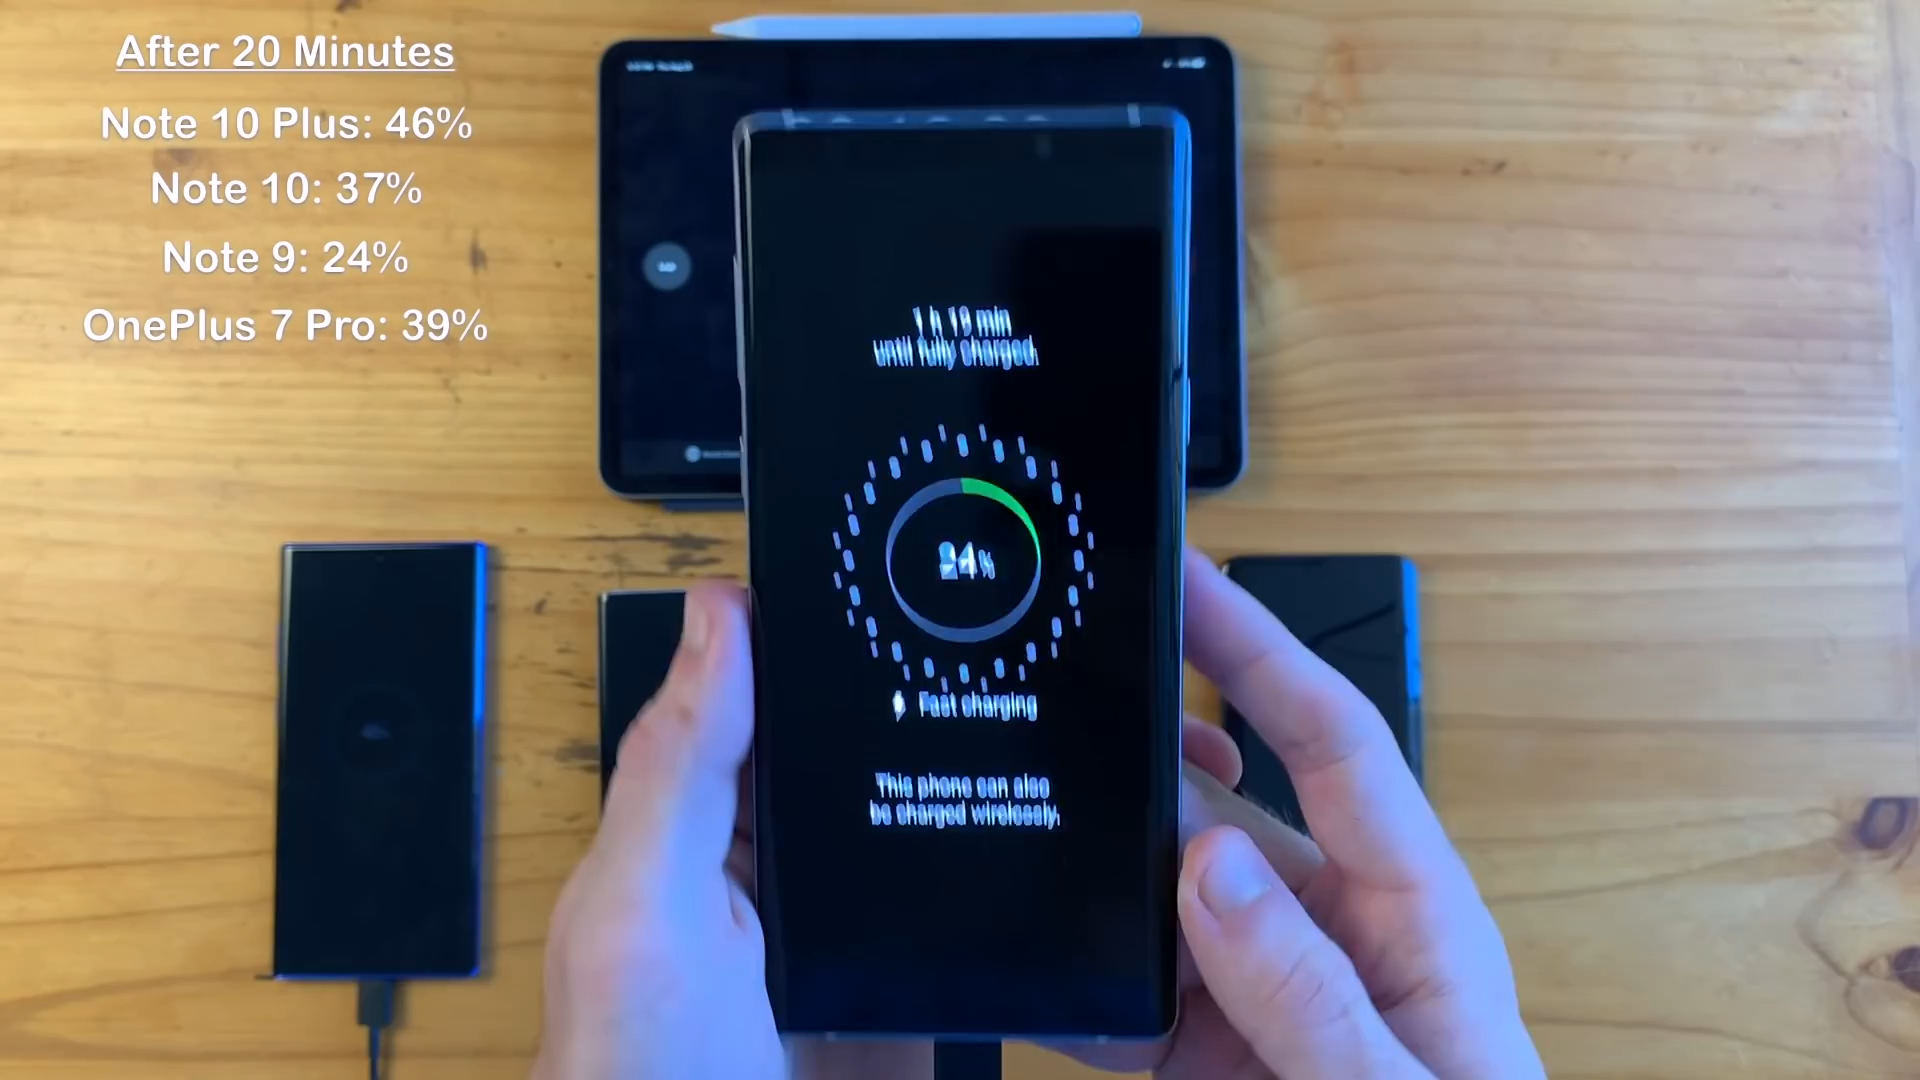 After 20 Minutes
Note 10 Plus: 46%
Note 10: 37%
Note 9: 24%
OnePlus 7 Pro: 39%
1 h 19 min
until fully charged.
24%
Fast charging
This phone can also
be charged wirelessly.